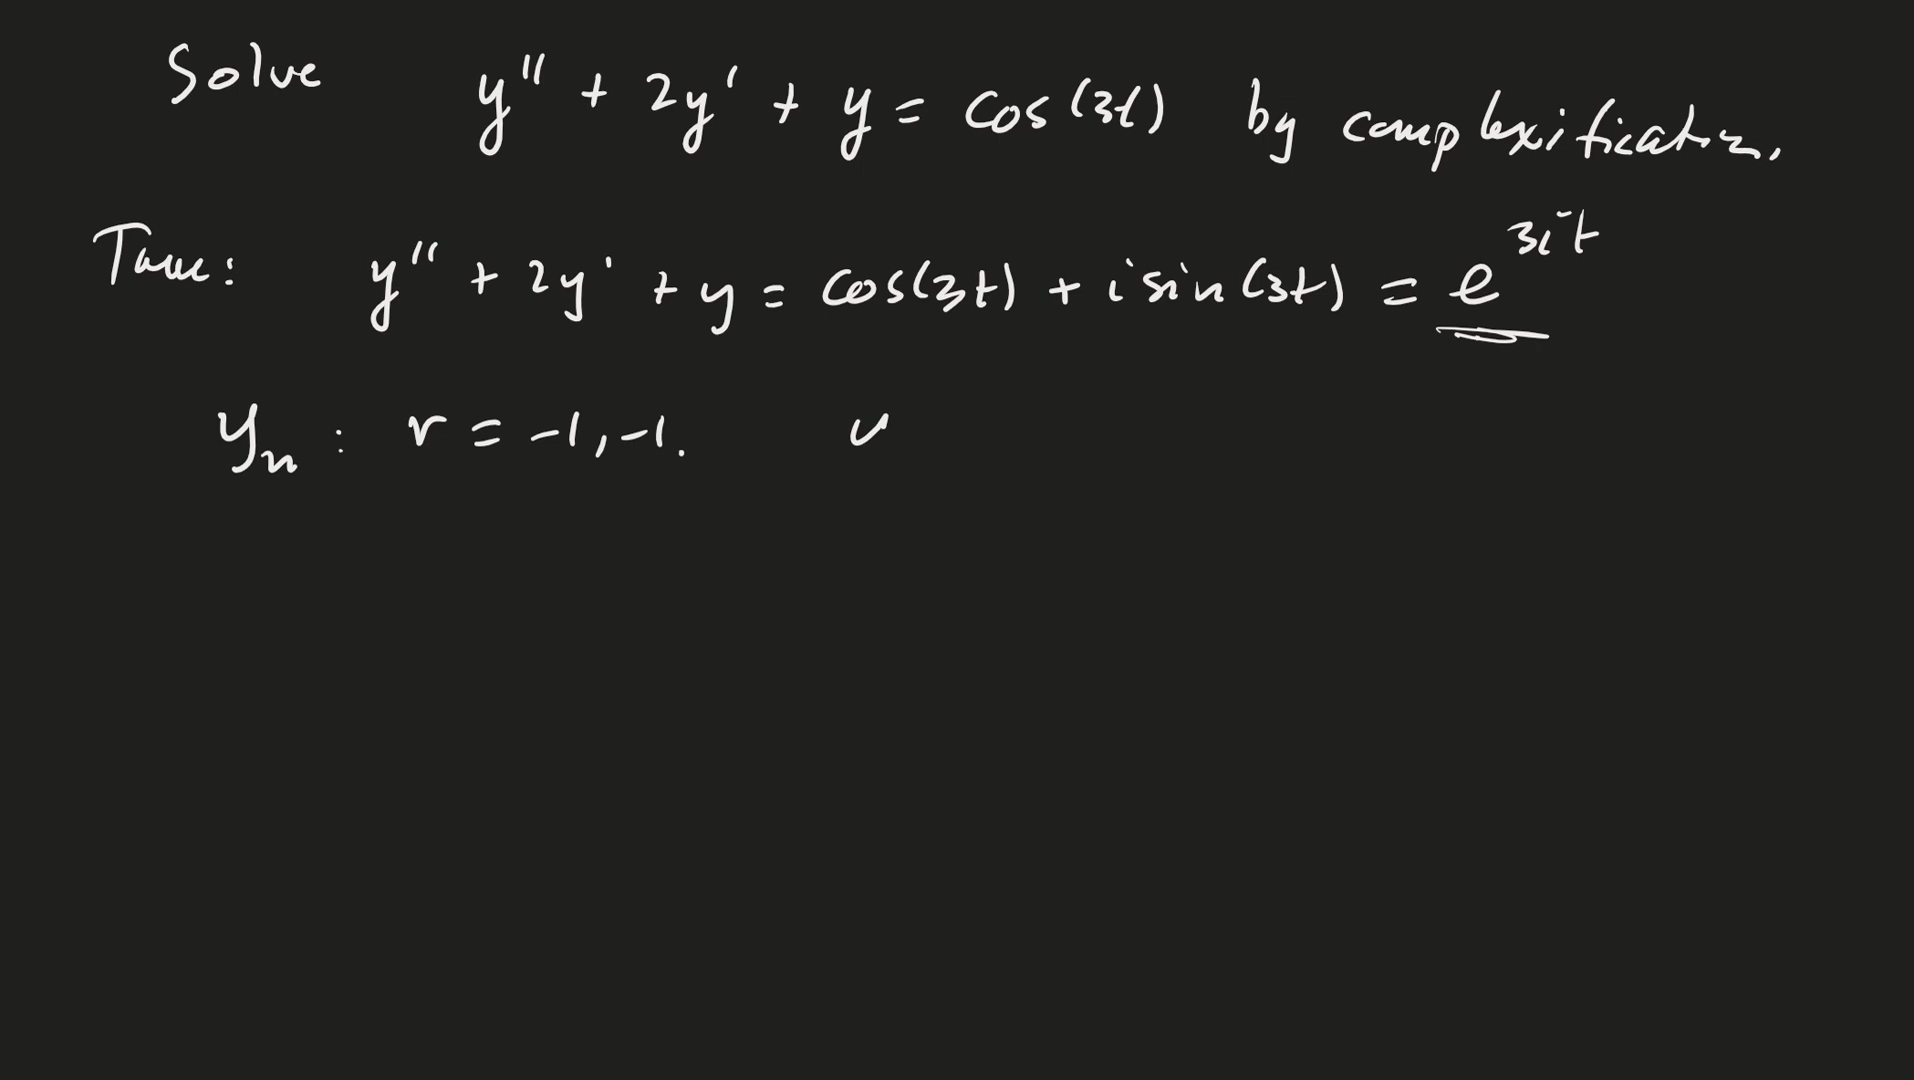 Solve y'' + 2y' + y = cos(3t) by complexification.
Take: y'' + 2y' + y = cos(3t) + i sin(3t) = e^{3it}
y_h : r = -1, -1.